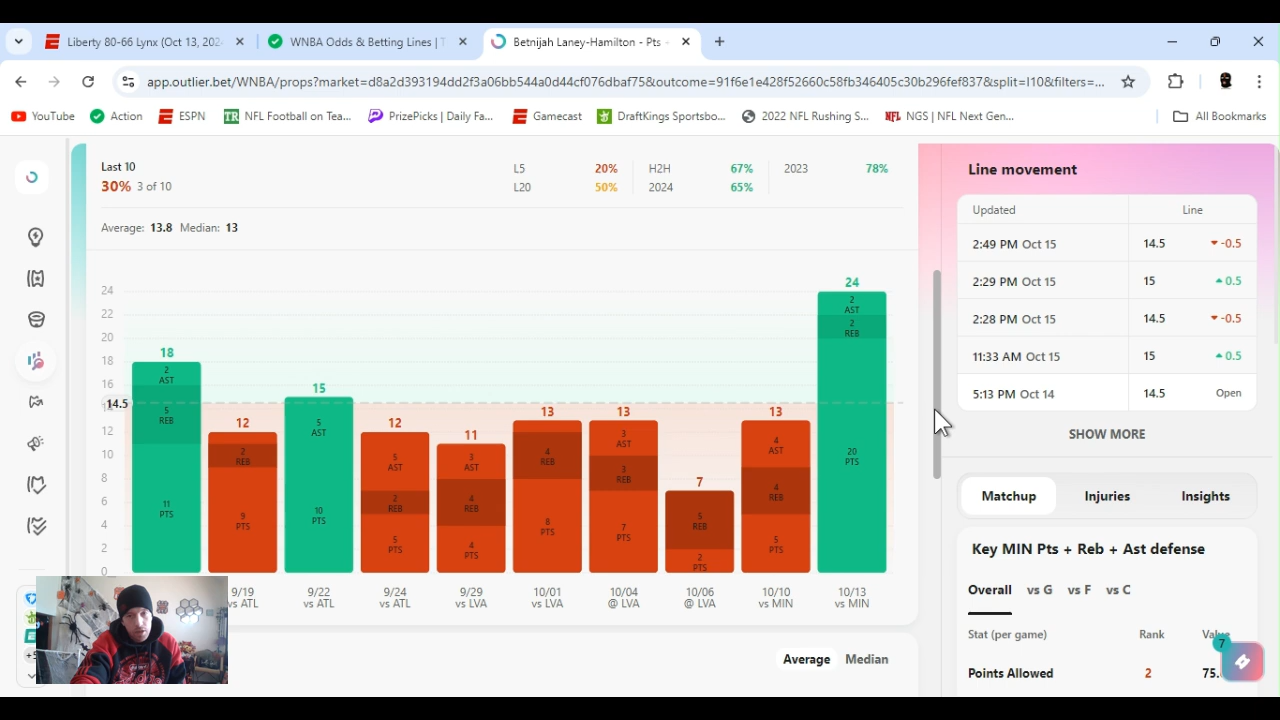 Liberty 80-66 Lynx (Oct 13, 202
WNBA Odds & Betting Lines | T
Betnijah Laney-Hamilton - Pts -
app.outlier.bet/WNBA/props?market=d8a2d393194dd2f3a06bb544a0d44cf076dbaf75&outcome=91f6e1e428f526f0c58fb346405c30b296fef837&split=l10&filters=...
YouTube Action ESPN NFL Football on Tea... PrizePicks | Daily Fa... Gamecast DraftKings Sportsbo... 2022 NFL Rushing S... NFL NGS | NFL Next Gen... All Bookmarks
Last 10
30% 3 of 10
L5 20% H2H 67% 2023 78%
L20 50% 2024 65%
Average: 13.8 Median: 13
24
22
20
18
16
14.5
12
10
8
6
4
2
0
18
2
AST
5
REB
11
PTS
12
2
REB
9
PTS
9/19
vs ATL
15
5
AST
10
PTS
9/22
vs ATL
12
5
AST
2
REB
5
PTS
9/24
vs ATL
11
3
AST
4
REB
4
PTS
9/29
vs LVA
13
4
REB
8
PTS
10/01
vs LVA
13
3
AST
3
REB
7
PTS
10/04
@ LVA
7
5
REB
2
PTS
10/06
@ LVA
13
4
AST
4
REB
5
PTS
10/10
vs MIN
24
2
AST
2
REB
20
PTS
10/13
vs MIN
Average Median
Line movement
Updated Line
2:49 PM Oct 15 14.5 -0.5
2:29 PM Oct 15 15 0.5
2:28 PM Oct 15 14.5 -0.5
11:33 AM Oct 15 15 0.5
5:13 PM Oct 14 14.5 Open
SHOW MORE
Matchup Injuries Insights
Key MIN Pts + Reb + Ast defense
Overall vs G vs F vs C
Stat (per game) Rank
Points Allowed 2 75.
7